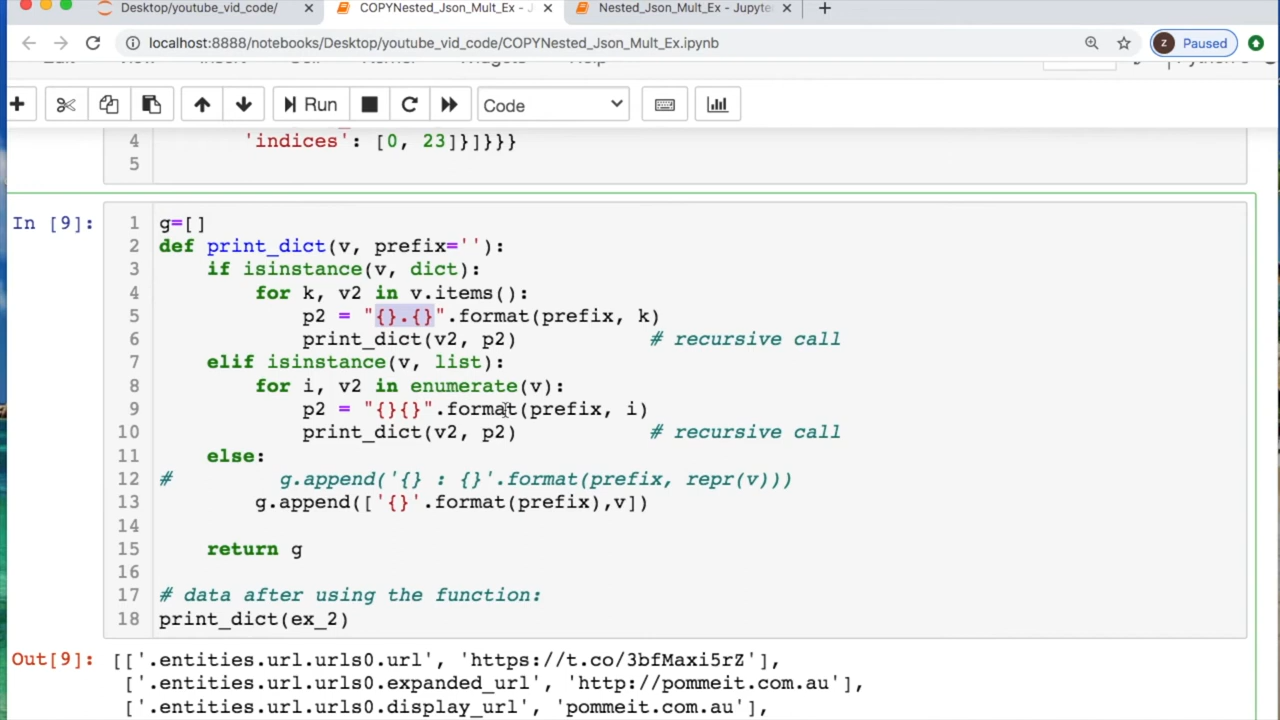 Desktop/youtube_vid_code/ COPYNested_Json_Mult_Ex - J Nested_Json_Mult_Ex - Jupyte
localhost:8888/notebooks/Desktop/youtube_vid_code/COPYNested_Json_Mult_Ex.ipynb Z Paused
Run Code
4 'indices': [0, 23]}]}}}
5
In [9]:
1 g=[]
2 def print_dict(v, prefix=''):
3 if isinstance(v, dict):
4 for k, v2 in v.items():
5 p2 = "{}.{}".format(prefix, k)
6 print_dict(v2, p2) # recursive call
7 elif isinstance(v, list):
8 for i, v2 in enumerate(v):
9 p2 = "{}{}".format(prefix, i)
10 print_dict(v2, p2) # recursive call
11 else:
12 # g.append('{} : {}'.format(prefix, repr(v)))
13 g.append(['{}'.format(prefix),v])
14
15 return g
16
17 # data after using the function:
18 print_dict(ex_2)
Out[9]: [['.entities.url.urls0.url', 'https://t.co/3bfMaxi5rZ'],
['.entities.url.urls0.expanded_url', 'http://pommeit.com.au'],
['.entities.url.urls0.display_url', 'pommeit.com.au'],